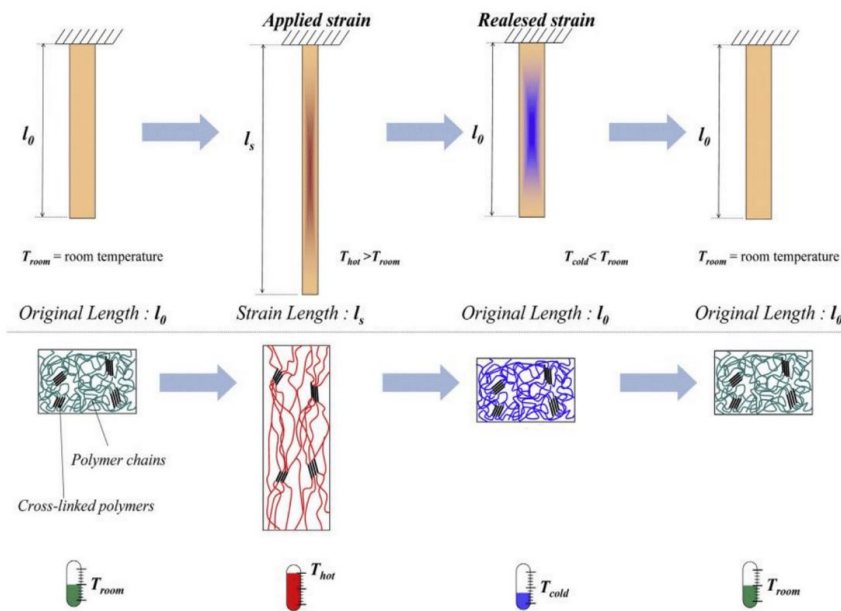 Applied strain
Realesed strain
l0
ls
l0
l0
Troom = room temperature
Thot >Troom
Tcold< Troom
Troom = room temperature
Original Length : l0
Strain Length : ls
Original Length : l0
Original Length : l0
Polymer chains
Cross-linked polymers
Troom
Thot
Tcold
Troom